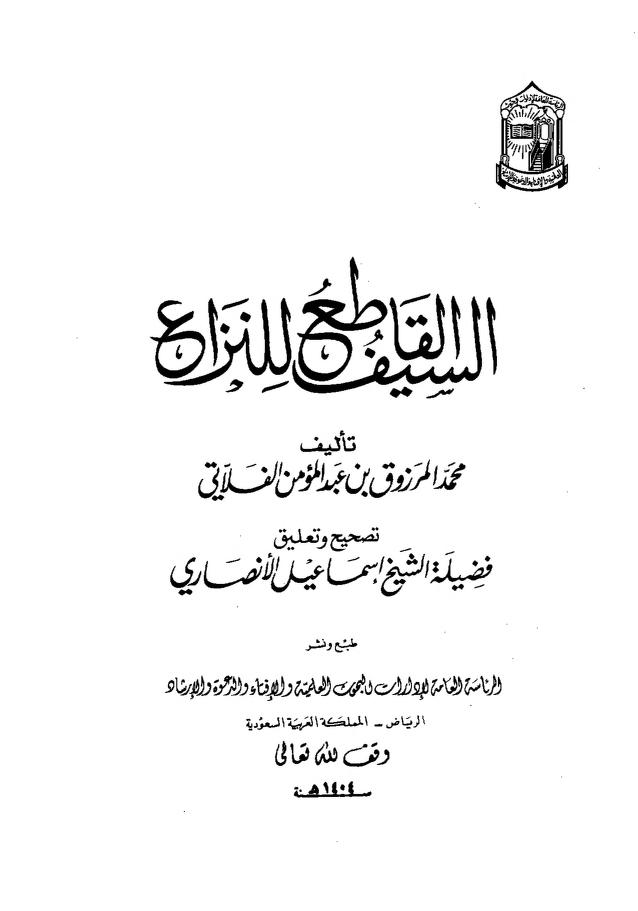 السيف القاطع للنزاع
تأليف
محمد المرزوق بن عبد المؤمن الفلاتي
تصحيح وتعليق
فضيلة الشيخ إسماعيل الأنصاري
طبع ونشر
الرئاسة العامة لإدارات البحوث العلمية والإفتاء والدعوة والإرشاد
الرياض - المملكة العربية السعودية
وقف لله تعالى
سنة ١٤٠٤هـ